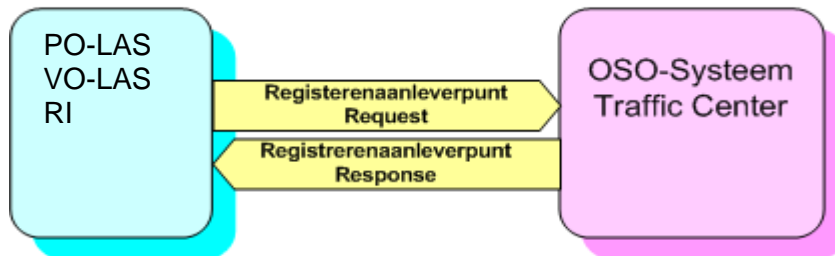 PO-LAS
VO-LAS
RI
Registerenaanleverpunt
Request
Registrerenaanleverpunt
Response
OSO-Systeem
Traffic Center